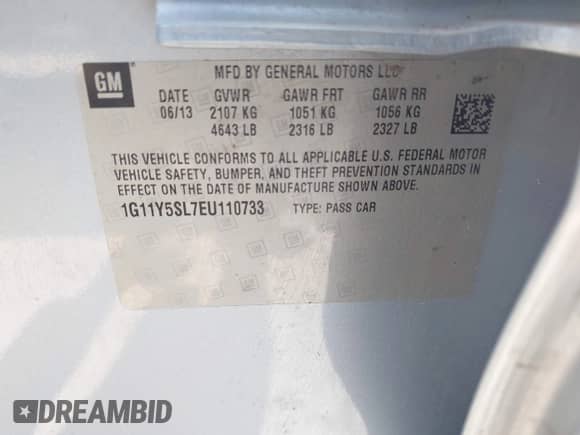 GM
MFD BY GENERAL MOTORS LLC
DATE GVWR GAWR FRT GAWR RR
06/13 2107 KG 1051 KG 1056 KG
4643 LB 2316 LB 2327 LB
THIS VEHICLE CONFORMS TO ALL APPLICABLE U.S. FEDERAL MOTOR
VEHICLE SAFETY, BUMPER, AND THEFT PREVENTION STANDARDS IN
EFFECT ON THE DATE OF MANUFACTURE SHOWN ABOVE.
1G11Y5SL7EU110733 TYPE: PASS CAR
DREAMBID